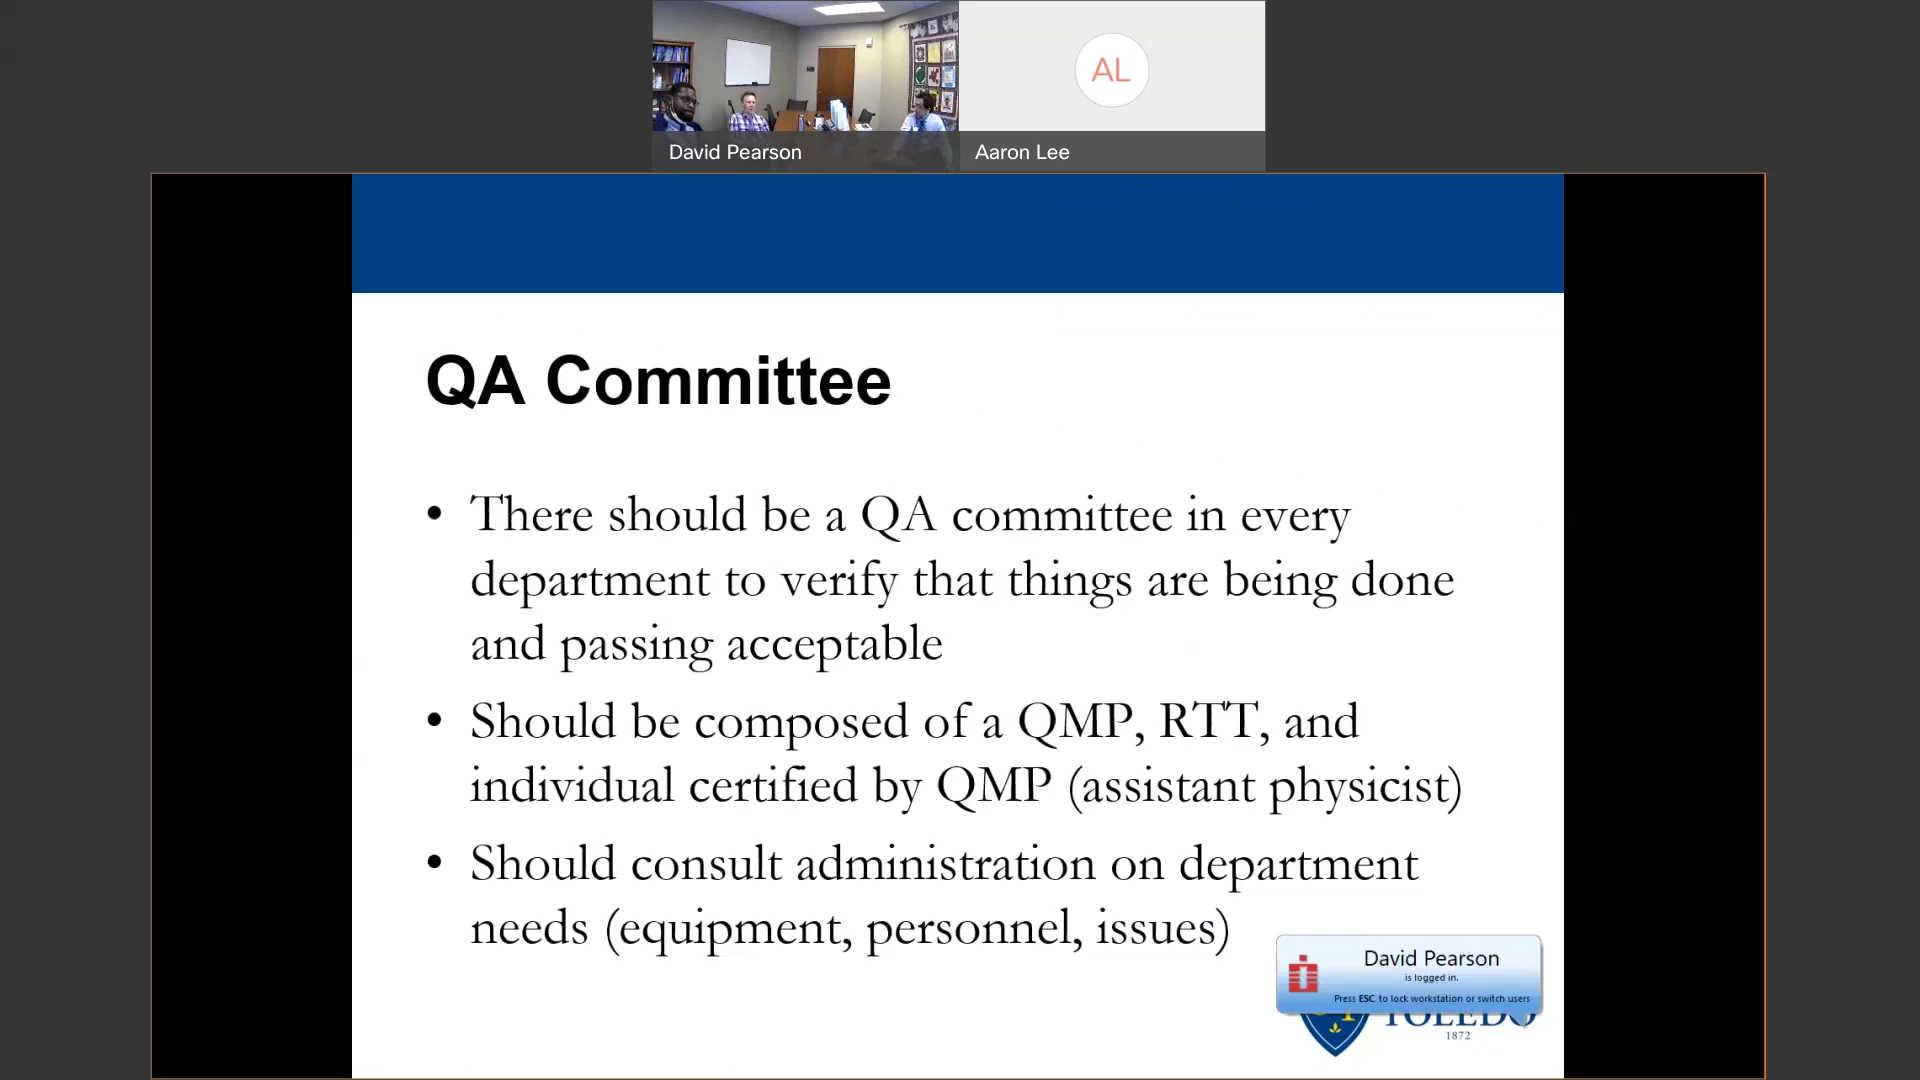 AL
David Pearson
Aaron Lee
QA Committee
• There should be a QA committee in every
department to verify that things are being done
and passing acceptable
• Should be composed of a QMP, RTT, and
individual certified by QMP (assistant physicist)
• Should consult administration on department
needs (equipment, personnel, issues)
David Pearson
is logged in.
Press ESC to lock workstation or switch users
TOLEDO
1872